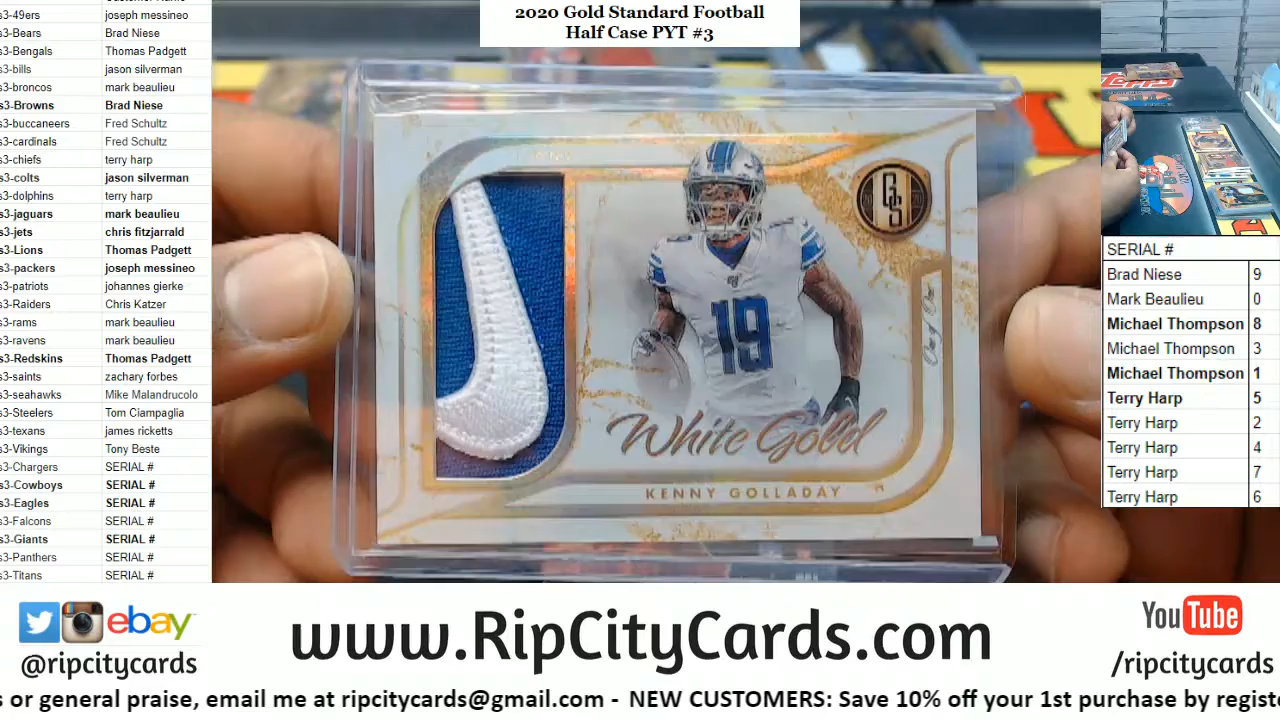 2020 Gold Standard Football
Half Case PYT #3
s3-49ers joseph messineo
s3-Bears Brad Niese
s3-Bengals Thomas Padgett
s3-bills jason silverman
s3-broncos mark beaulieu
s3-Browns Brad Niese
s3-buccaneers Fred Schultz
s3-cardinals Fred Schultz
s3-chiefs terry harp
s3-colts jason silverman
s3-dolphins terry harp
s3-jaguars mark beaulieu
s3-jets chris fitzjarrald
s3-Lions Thomas Padgett
s3-packers joseph messineo
s3-patriots johannes gierke
s3-Raiders Chris Katzer
s3-rams mark beaulieu
s3-ravens mark beaulieu
s3-Redskins Thomas Padgett
s3-saints zachary forbes
s3-seahawks Mike Malandrucolo
s3-Steelers Tom Ciampaglia
s3-texans james ricketts
s3-Vikings Tony Beste
s3-Chargers SERIAL #
s3-Cowboys SERIAL #
s3-Eagles SERIAL #
s3-Falcons SERIAL #
s3-Giants SERIAL #
s3-Panthers SERIAL #
s3-Titans SERIAL #
GS
19
19
One of One
White Gold
KENNY GOLLADAY
SERIAL #
Brad Niese 9
Mark Beaulieu 0
Michael Thompson 8
Michael Thompson 3
Michael Thompson 1
Terry Harp 5
Terry Harp 2
Terry Harp 4
Terry Harp 7
Terry Harp 6
ebay
@ripcitycards
www.RipCityCards.com
YouTube
/ripcitycards
s or general praise, email me at ripcitycards@gmail.com - NEW CUSTOMERS: Save 10% off your 1st purchase by registe